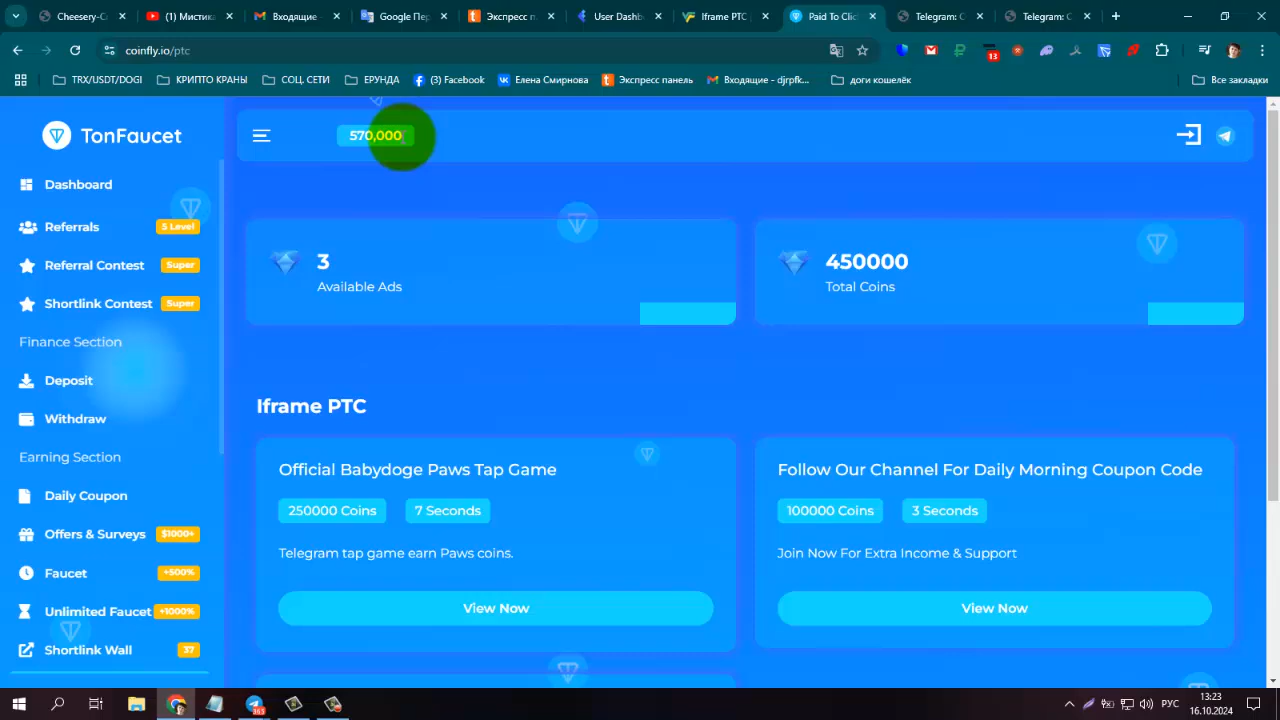 Cheesery-C
(1) Мистика
Входящие
Google Пер
Экспресс п
User Dashb
Iframe PTC
Paid To Clic
Telegram: C
Telegram: C
coinfly.io/ptc
13
TRX/USDT/DOGI
КРИПТО КРАНЫ
СОЦ. СЕТИ
ЕРУНДА
(3) Facebook
Елена Смирнова
Экспресс панель
Входящие - djrpfk...
доги кошелёк
Все закладки
TonFaucet
570,000
Dashboard
Referrals
5 Level
Referral Contest
Super
Shortlink Contest
Super
Finance Section
Deposit
Withdraw
Earning Section
Daily Coupon
Offers & Surveys
$1000+
Faucet
+500%
Unlimited Faucet
+1000%
Shortlink Wall
37
3
Available Ads
450000
Total Coins
Iframe PTC
Official Babydoge Paws Tap Game
250000 Coins
7 Seconds
Telegram tap game earn Paws coins.
View Now
Follow Our Channel For Daily Morning Coupon Code
100000 Coins
3 Seconds
Join Now For Extra Income & Support
View Now
РУС
13:23
16.10.2024